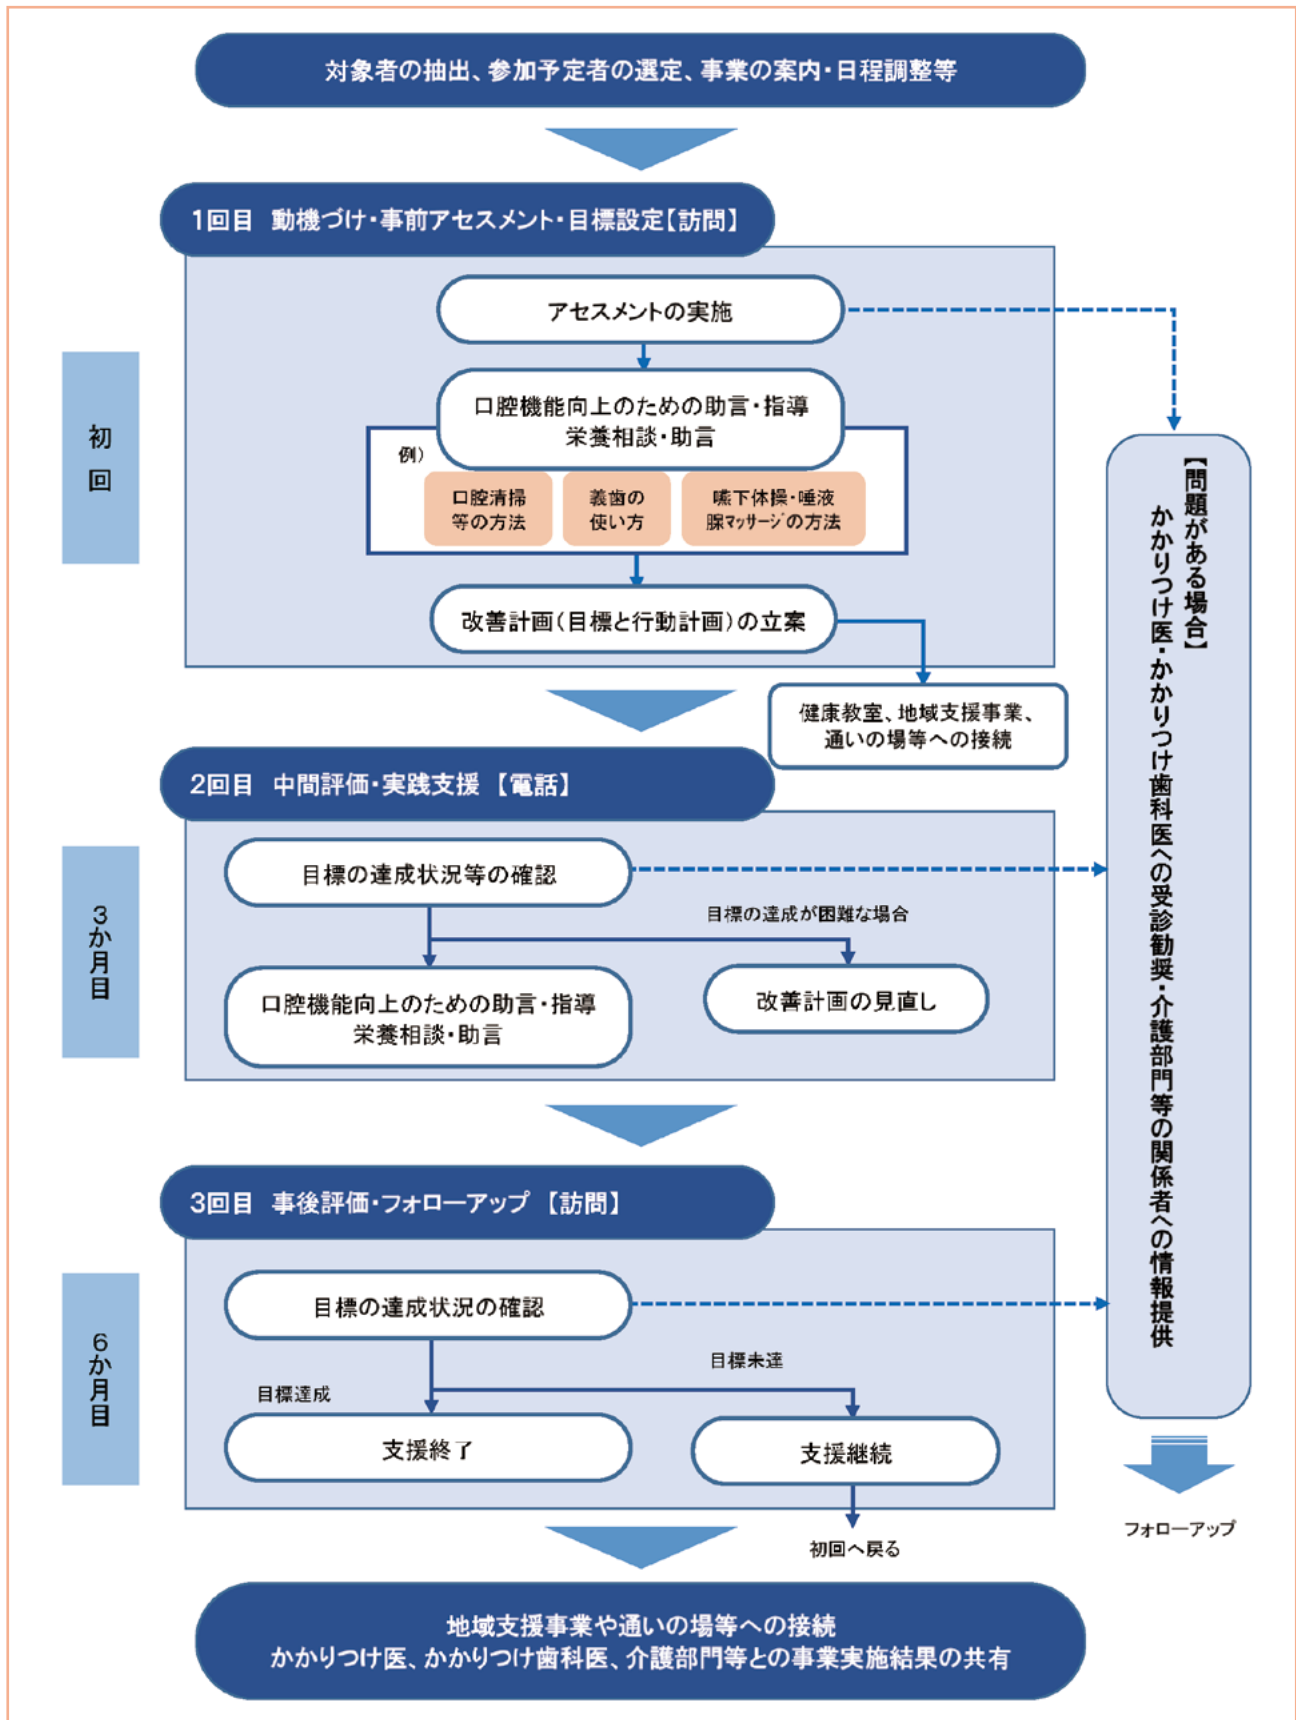 対象者の抽出、参加予定者の選定、事業の案内・日程調整等
1回目 動機づけ・事前アセスメント・目標設定【訪問】
初回
アセスメントの実施
口腔機能向上のための助言・指導
栄養相談・助言
例）
口腔清掃
等の方法
義歯の
使い方
嚥下体操・唾液
腺マッサージの方法
改善計画（目標と行動計画）の立案
健康教室、地域支援事業、
通いの場等への接続
2回目 中間評価・実践支援 【電話】
3か月目
目標の達成状況等の確認
目標の達成が困難な場合
口腔機能向上のための助言・指導
栄養相談・助言
改善計画の見直し
3回目 事後評価・フォローアップ 【訪問】
6か月目
目標の達成状況の確認
目標未達
目標達成
支援終了
支援継続
初回へ戻る
【問題がある場合】
かかりつけ医・かかりつけ歯科医への受診勧奨・介護部門等の関係者への情報提供
フォローアップ
地域支援事業や通いの場等への接続
かかりつけ医、かかりつけ歯科医、介護部門等との事業実施結果の共有